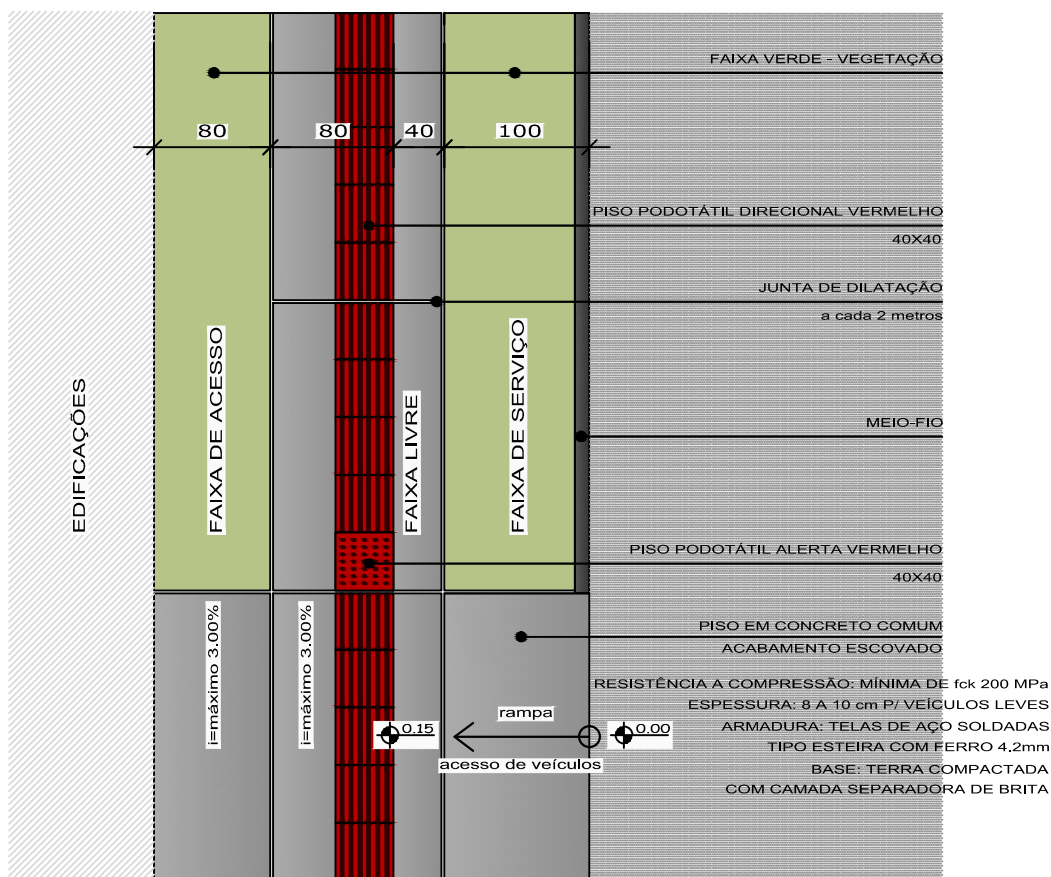 FAIXA VERDE - VEGETAÇÃO
80
80
40
100
PISO PODOTÁTIL DIRECIONAL VERMELHO
40X40
JUNTA DE DILATAÇÃO
a cada 2 metros
EDIFICAÇÕES
FAIXA DE ACESSO
FAIXA LIVRE
FAIXA DE SERVIÇO
MEIO-FIO
PISO PODOTÁTIL ALERTA VERMELHO
40X40
i=máximo 3.00%
i=máximo 3.00%
PISO EM CONCRETO COMUM
ACABAMENTO ESCOVADO
RESISTÊNCIA A COMPRESSÃO: MÍNIMA DE fck 200 MPa
ESPESSURA: 8 A 10 cm P/ VEÍCULOS LEVES
ARMADURA: TELAS DE AÇO SOLDADAS
TIPO ESTEIRA COM FERRO 4.2mm
BASE: TERRA COMPACTADA
COM CAMADA SEPARADORA DE BRITA
rampa
0.15
0.00
acesso de veículos